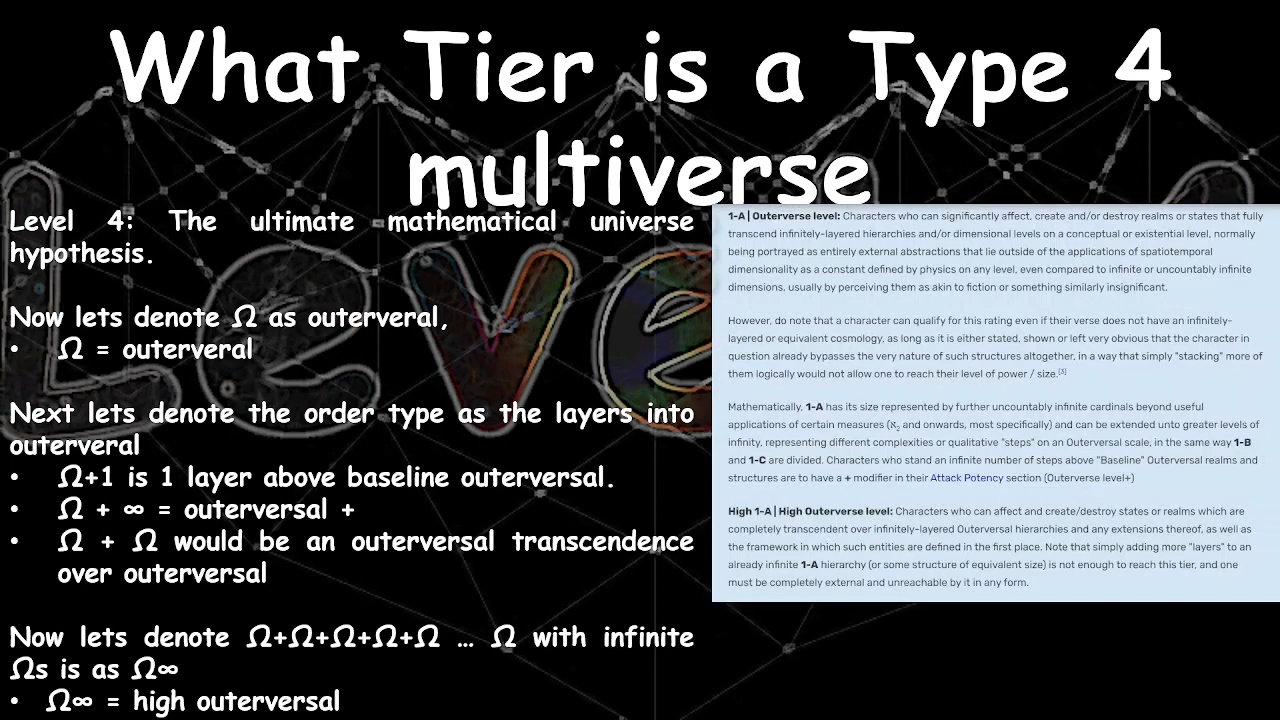 What Tier is a Type 4
multiverse
Level 4: The ultimate mathematical universe
hypothesis.
Now lets denote Ω as outerveral,
• Ω = outerveral
Next lets denote the order type as the layers into
outerveral
• Ω+1 is 1 layer above baseline outerversal.
• Ω + ∞ = outerversal +
• Ω + Ω would be an outerversal transcendence
over outerversal
Now lets denote Ω+Ω+Ω+Ω+Ω ... Ω with infinite
Ωs is as Ω∞
• Ω∞ = high outerversal
1-A | Outerverse level: Characters who can significantly affect, create and/or destroy realms or states that fully
transcend infinitely-layered hierarchies and/or dimensional levels on a conceptual or existential level, normally
being portrayed as entirely external abstractions that lie outside of the applications of spatiotemporal
dimensionality as a constant defined by physics on any level, even compared to infinite or uncountably infinite
dimensions, usually by perceiving them as akin to fiction or something similarly insignificant.
However, do note that a character can qualify for this rating even if their verse does not have an infinitely-
layered or equivalent cosmology, as long as it is either stated, shown or left very obvious that the character in
question already bypasses the very nature of such structures altogether, in a way that simply "stacking" more of
them logically would not allow one to reach their level of power / size.[3]
Mathematically, 1-A has its size represented by further uncountably infinite cardinals beyond useful
applications of certain measures (ℵ2 and onwards, most specifically) and can be extended unto greater levels of
infinity, representing different complexities or qualitative "steps" on an Outerversal scale, in the same way 1-B
and 1-C are divided. Characters who stand an infinite number of steps above "Baseline" Outerversal realms and
structures are to have a + modifier in their Attack Potency section (Outerverse level+)
High 1-A | High Outerverse level: Characters who can affect and create/destroy states or realms which are
completely transcendent over infinitely-layered Outerversal hierarchies and any extensions thereof, as well as
the framework in which such entities are defined in the first place. Note that simply adding more "layers" to an
already infinite 1-A hierarchy (or some structure of equivalent size) is not enough to reach this tier, and one
must be completely external and unreachable by it in any form.
Leve